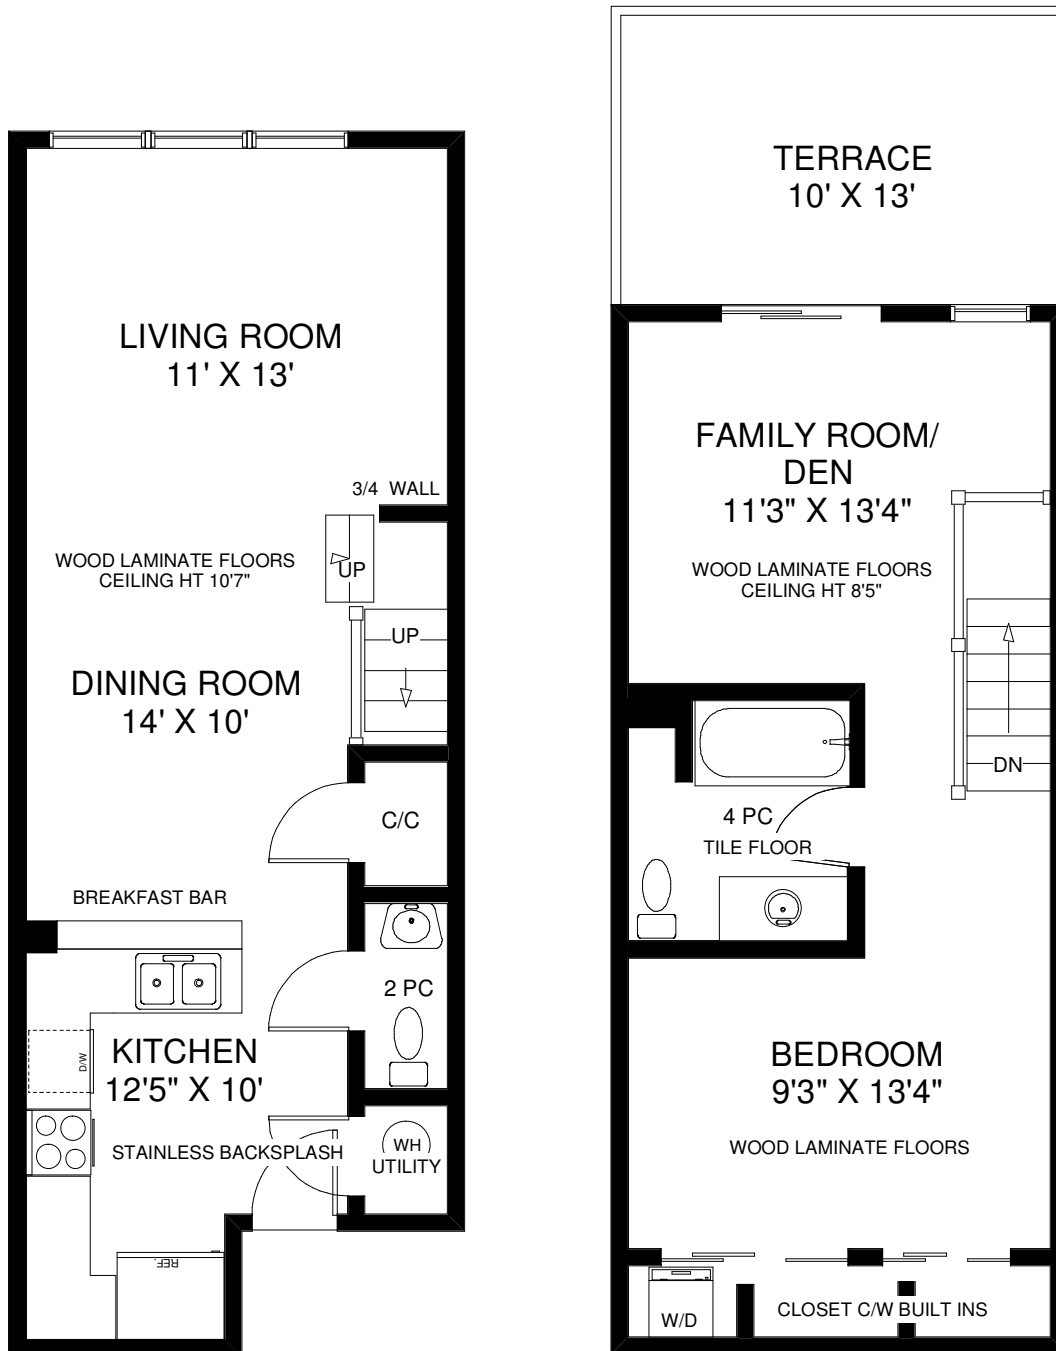 LIVING ROOM
11' X 13'
3/4 WALL
WOOD LAMINATE FLOORS
CEILING HT 10'7"
UP
UP
DINING ROOM
14' X 10'
C/C
BREAKFAST BAR
2 PC
D/W
KITCHEN
12'5" X 10'
STAINLESS BACKSPLASH
WH
UTILITY
REF.
TERRACE
10' X 13'
FAMILY ROOM/
DEN
11'3" X 13'4"
WOOD LAMINATE FLOORS
CEILING HT 8'5"
DN
4 PC
TILE FLOOR
BEDROOM
9'3" X 13'4"
WOOD LAMINATE FLOORS
W/D
CLOSET C/W BUILT INS